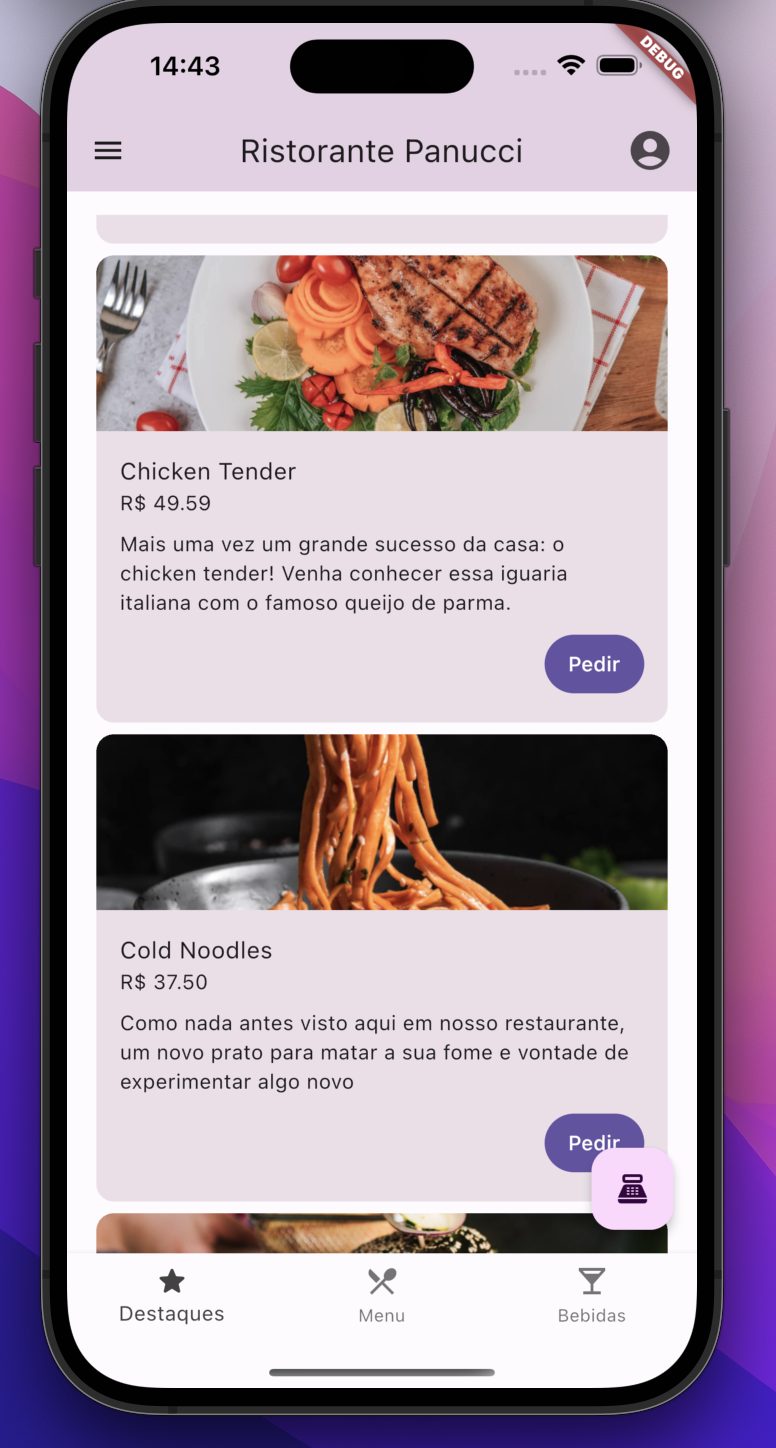 14:43
DEBUG
Ristorante Panucci
Chicken Tender
R$ 49.59
Mais uma vez um grande sucesso da casa: o
chicken tender! Venha conhecer essa iguaria
italiana com o famoso queijo de parma.
Pedir
Cold Noodles
R$ 37.50
Como nada antes visto aqui em nosso restaurante,
um novo prato para matar a sua fome e vontade de
experimentar algo novo
Pedir
Destaques
Menu
Bebidas